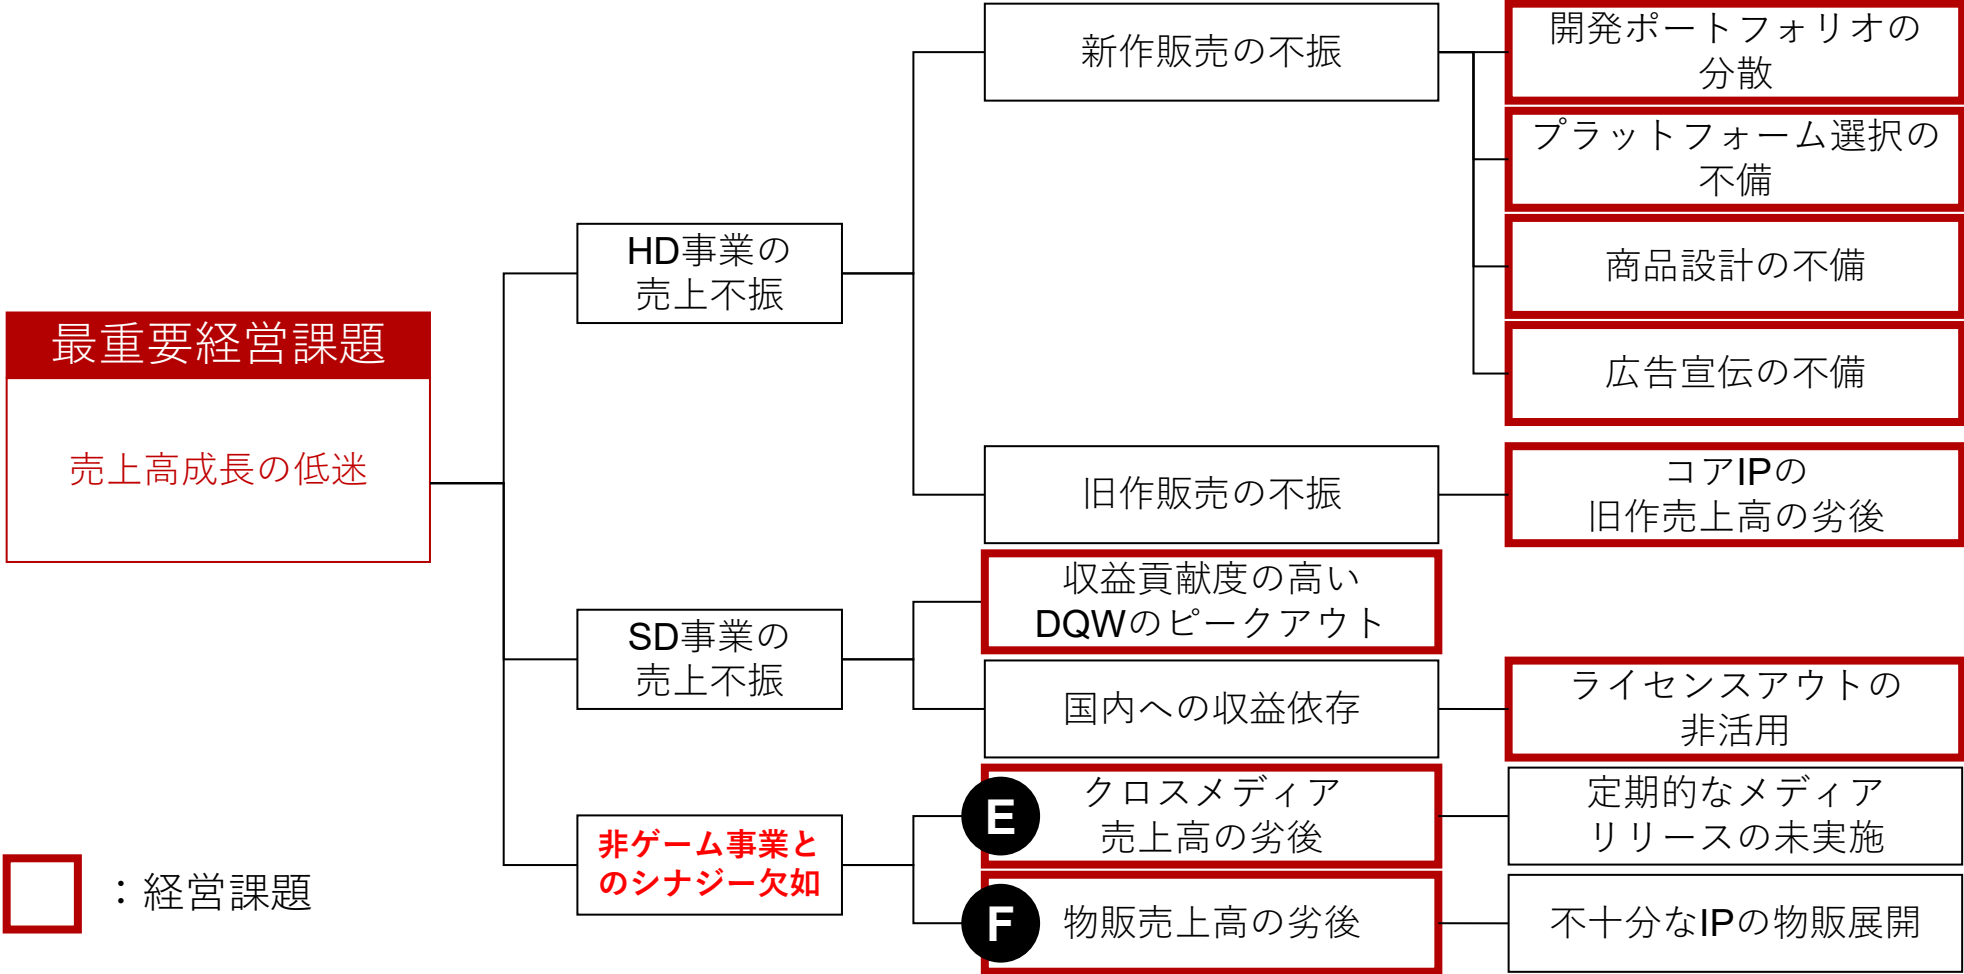 最重要経営課題
売上高成長の低迷
HD事業の
売上不振
新作販売の不振
開発ポートフォリオの
分散
プラットフォーム選択の
不備
商品設計の不備
広告宣伝の不備
旧作販売の不振
コアIPの
旧作売上高の劣後
SD事業の
売上不振
収益貢献度の高い
DQWのピークアウト
国内への収益依存
ライセンスアウトの
非活用
非ゲーム事業と
のシナジー欠如
E
クロスメディア
売上高の劣後
定期的なメディア
リリースの未実施
F
物販売上高の劣後
不十分なIPの物販展開
：経営課題